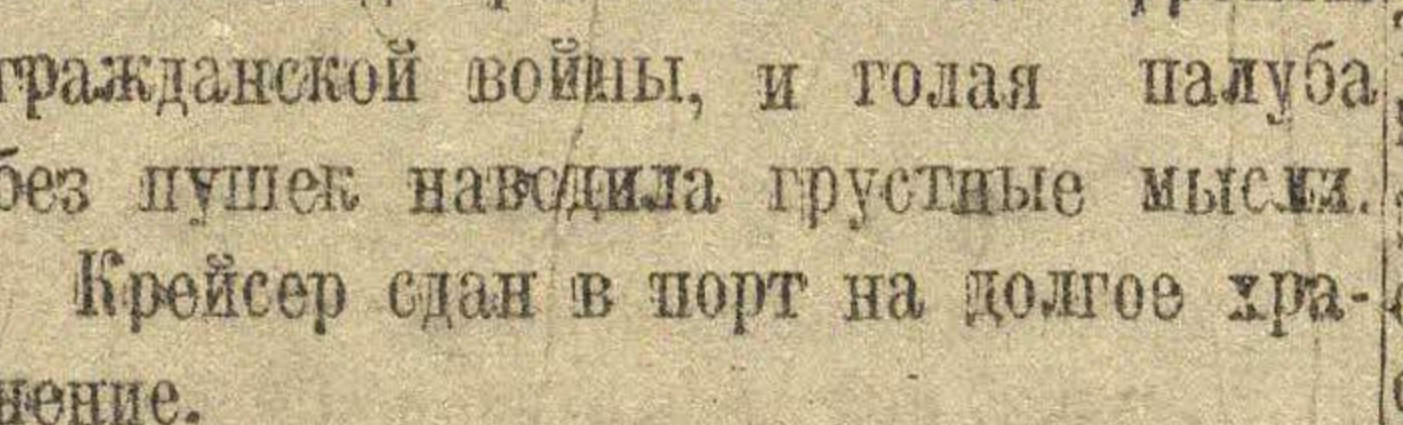 гражданской войны, и голая палуба
без пушек наводила грустные мысли.
Крейсер сдан в порт на долгое хра-
нение.